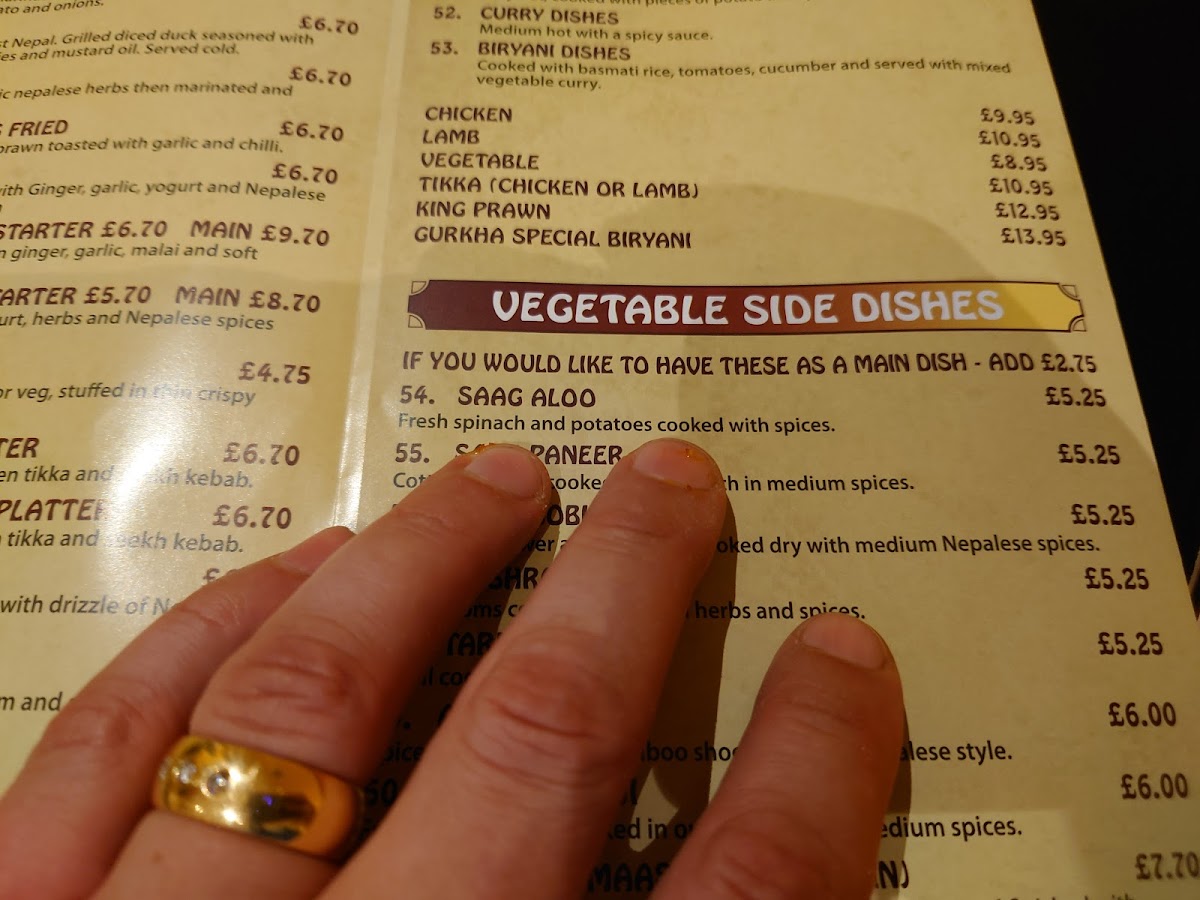 to and onions.
£6.70
t Nepal. Grilled diced duck seasoned with
es and mustard oil. Served cold.
£6.70
ic nepalese herbs then marinated and
FRIED £6.70
prawn toasted with garlic and chilli.
£6.70
with Ginger, garlic, yogurt and Nepalese
STARTER £6.70 MAIN £9.70
n ginger, garlic, malai and soft
TARTER £5.70 MAIN £8.70
urt, herbs and Nepalese spices
£4.75
or veg, stuffed in thin crispy
TER £6.70
en tikka and seekh kebab.
PLATTER £6.70
tikka and seekh kebab.
with drizzle of
m and
52. CURRY DISHES
Medium hot with a spicy sauce.
53. BIRYANI DISHES
Cooked with basmati rice, tomatoes, cucumber and served with mixed
vegetable curry.
CHICKEN £9.95
LAMB £10.95
VEGETABLE £8.95
TIKKA (CHICKEN OR LAMB) £10.95
KING PRAWN £12.95
GURKHA SPECIAL BIRYANI £13.95
VEGETABLE SIDE DISHES
IF YOU WOULD LIKE TO HAVE THESE AS A MAIN DISH - ADD £2.75
54. SAAG ALOO £5.25
Fresh spinach and potatoes cooked with spices.
55. PANEER £5.25
in medium spices.
£5.25
dry with medium Nepalese spices.
£5.25
herbs and spices.
£5.25
£6.00
style.
£6.00
medium spices.
£7.70